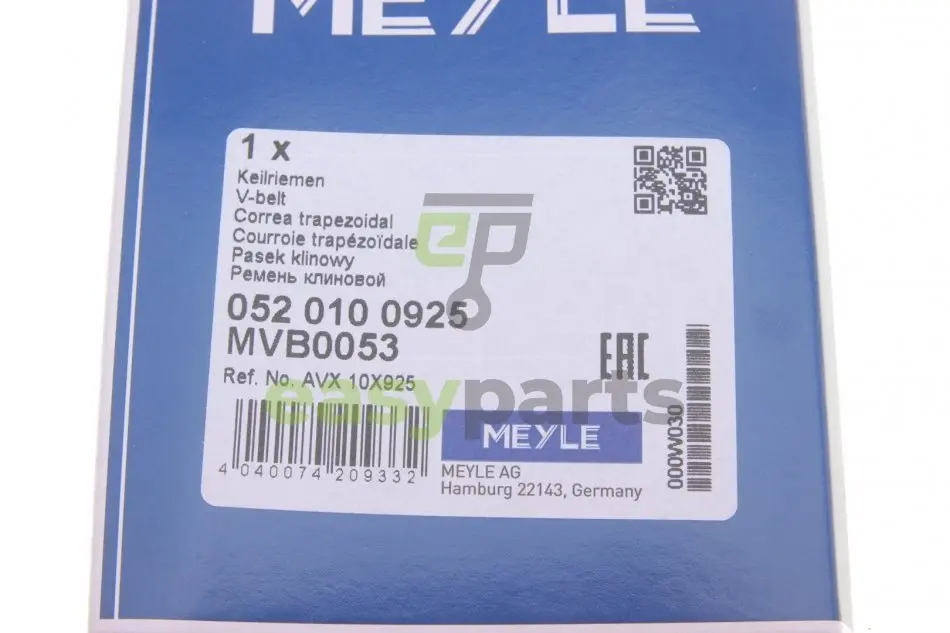 MEYLE
1 x
Keilriemen
V-belt
Correa trapezoidal
Courroie trapézoïdale
Pasek klinowy
Ремень клиновой
052 010 0925
MVB0053
Ref. No. AVX 10X925
EAC
ep
easyparts
4 040074 209332
MEYLE
MEYLE AG
Hamburg 22143, Germany
000W030